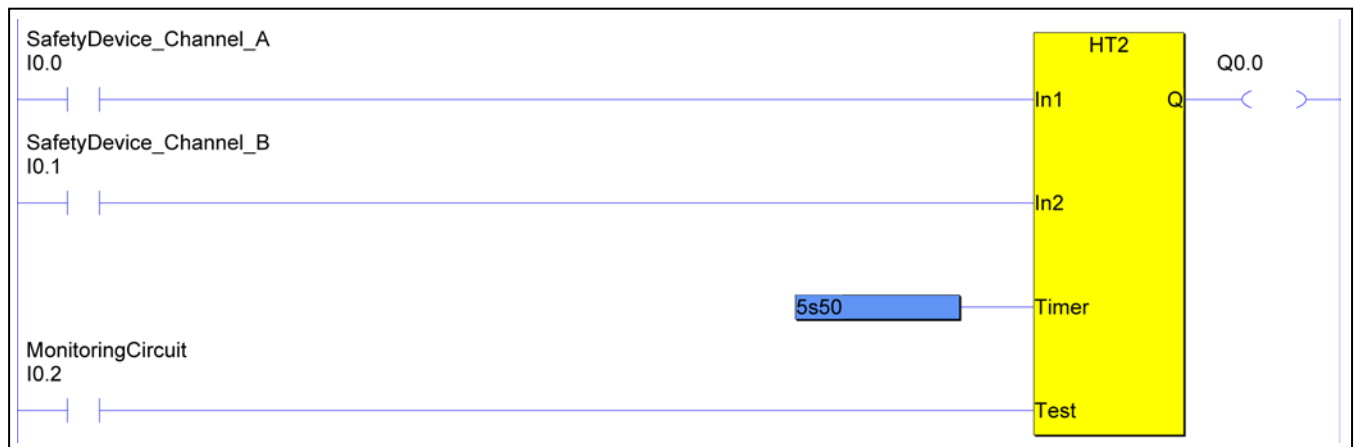 SafetyDevice_Channel_A
I0.0
HT2
Q0.0
In1
Q
SafetyDevice_Channel_B
I0.1
In2
5s50
Timer
MonitoringCircuit
I0.2
Test